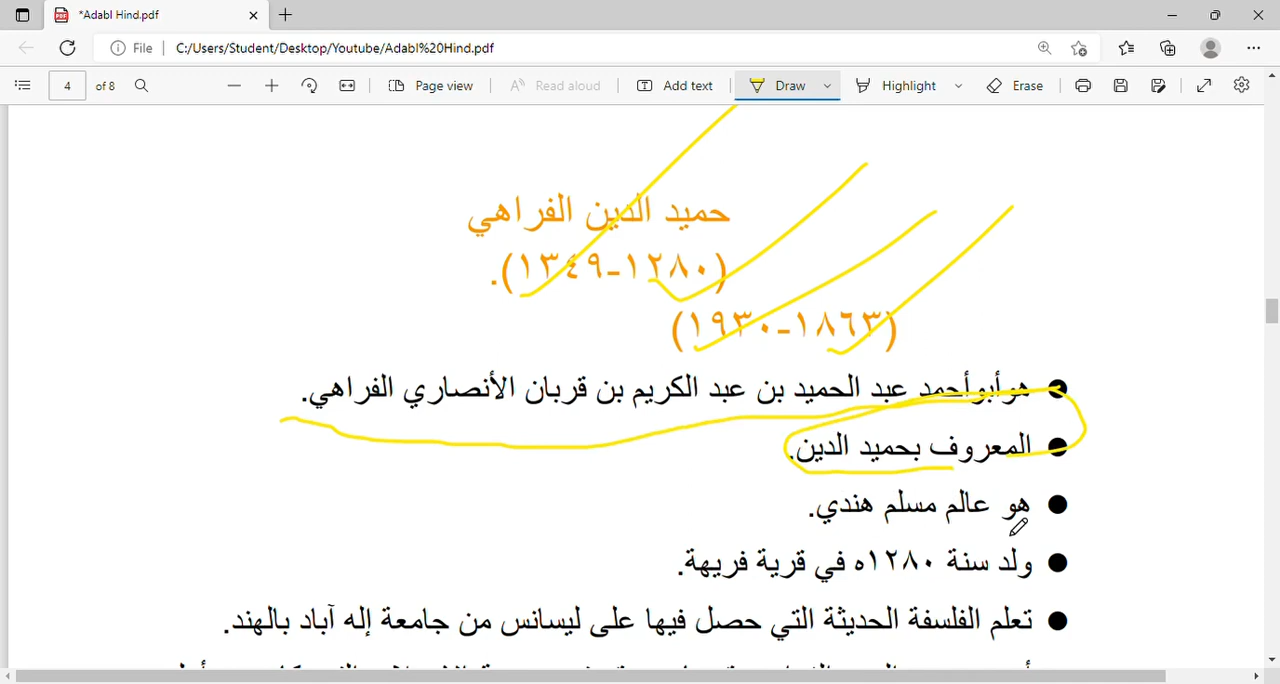 *Adabl Hind.pdf
File
C:/Users/Student/Desktop/Youtube/Adabl%20Hind.pdf
4 of 8
Page view
Read aloud
Add text
Draw
Highlight
Erase
حميد الدين الفراهي
(١٢٨٠-١٣٤٩).
(١٨٦٣-١٩٣٠)
هوأبوأحمد عبد الحميد بن عبد الكريم بن قربان الأنصاري الفراهي.
المعروف بحميد الدين.
هو عالم مسلم هندي.
ولد سنة ١٢٨٠ه في قرية فريهة.
تعلم الفلسفة الحديثة التي حصل فيها على ليسانس من جامعة إله آباد بالهند.